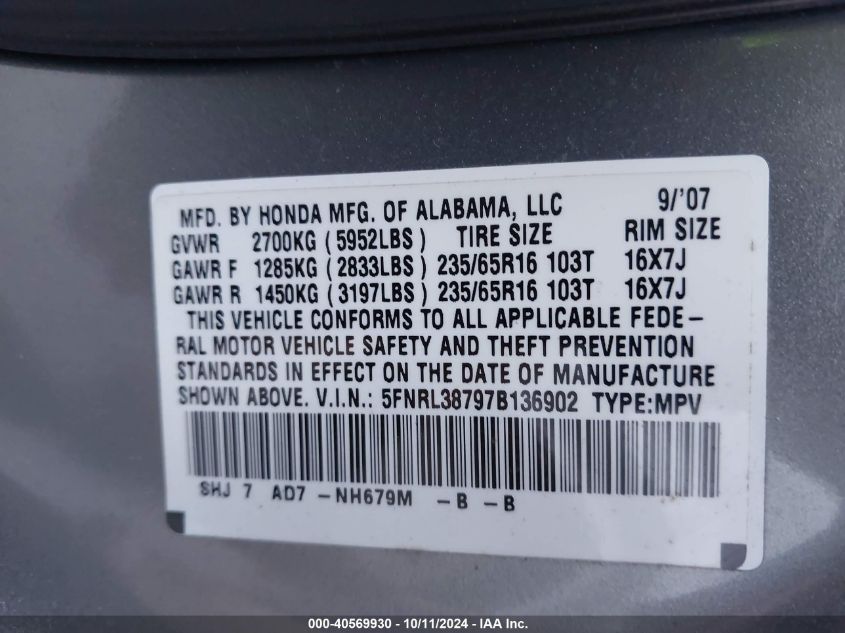 MFD. BY HONDA MFG. OF ALABAMA, LLC 9/'07
GVWR 2700KG (5952LBS) TIRE SIZE RIM SIZE
GAWR F 1285KG (2833LBS) 235/65R16 103T 16X7J
GAWR R 1450KG (3197LBS) 235/65R16 103T 16X7J
THIS VEHICLE CONFORMS TO ALL APPLICABLE FEDE-
RAL MOTOR VEHICLE SAFETY AND THEFT PREVENTION
STANDARDS IN EFFECT ON THE DATE OF MANUFACTURE
SHOWN ABOVE. V.I.N.: 5FNRL38797B136902 TYPE:MPV
SHJ 7 AD7 -NH679M -B -B
000-40569930 - 10/11/2024 - IAA Inc.